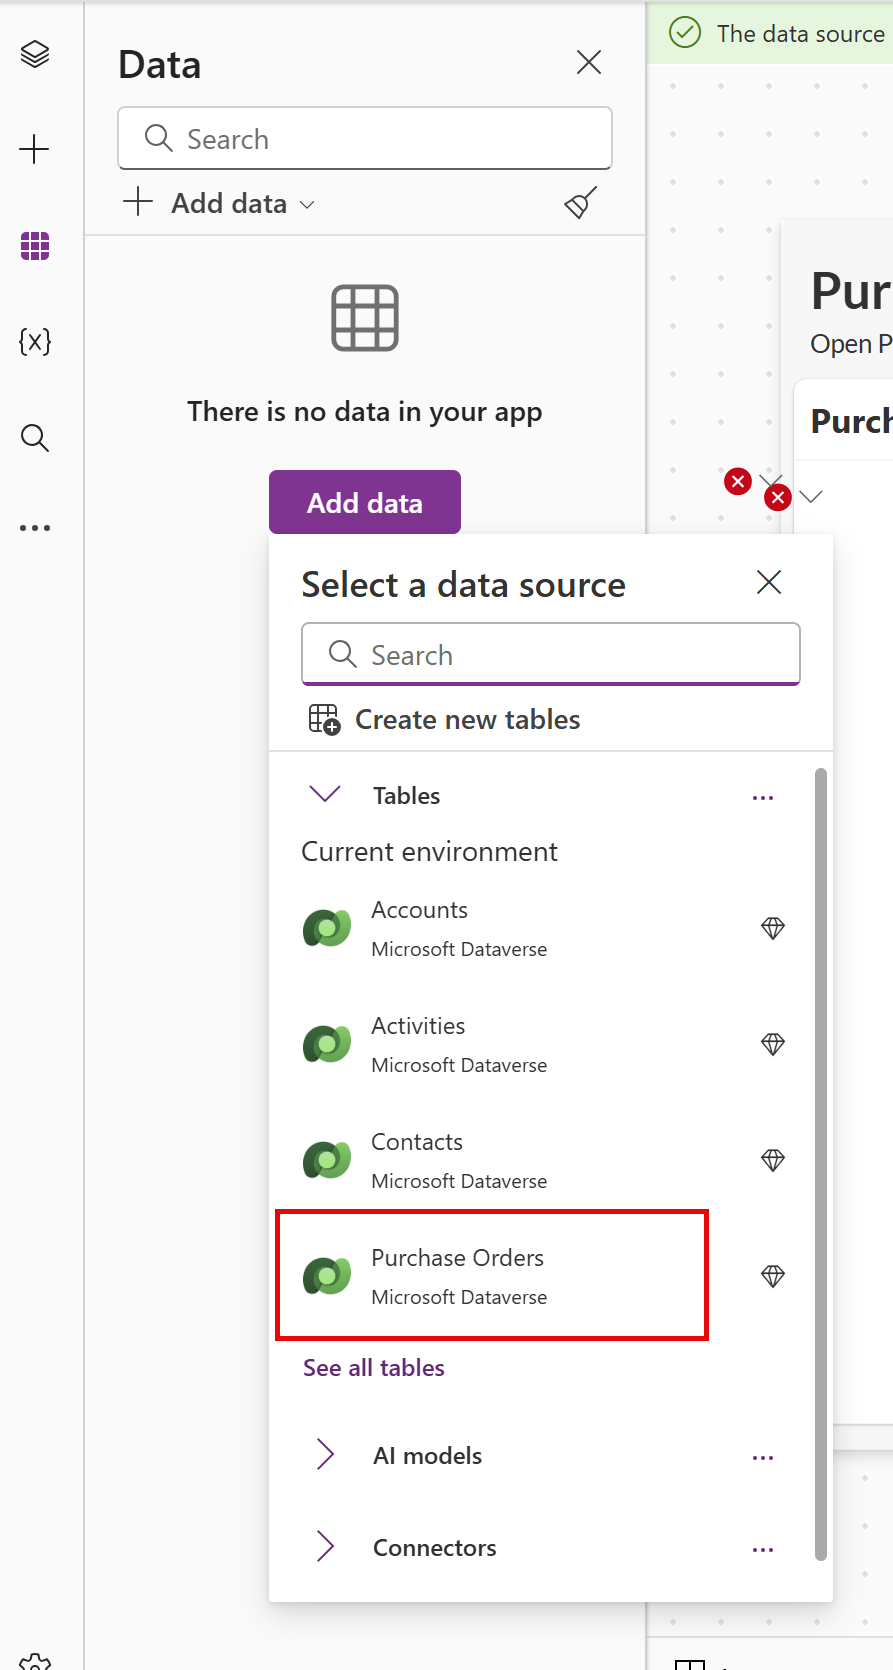 Data
The data source
Search
Add data
There is no data in your app
Add data
Pur
Open P
Purch
Select a data source
Search
Create new tables
Tables
Current environment
Accounts
Microsoft Dataverse
Activities
Microsoft Dataverse
Contacts
Microsoft Dataverse
Purchase Orders
Microsoft Dataverse
See all tables
AI models
Connectors